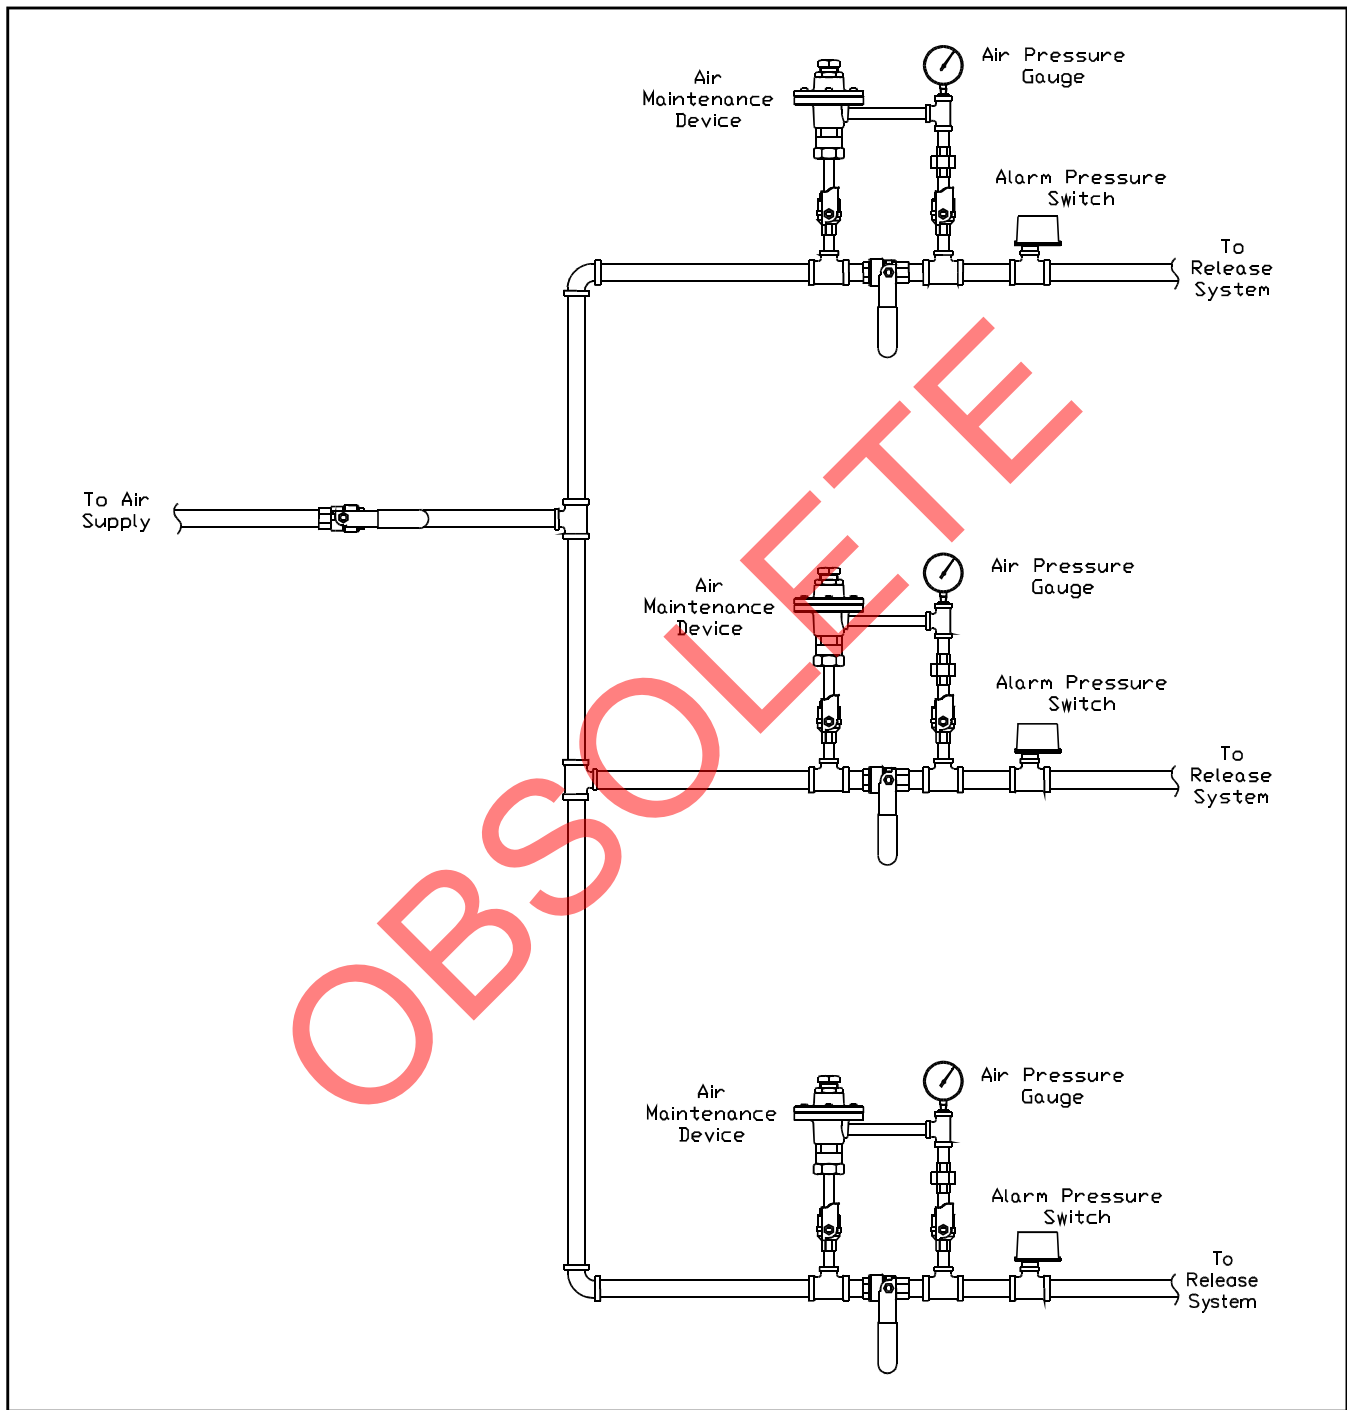 Air
Maintenance
Device
Air Pressure
Gauge
Alarm Pressure
Switch
To
Release
System
To Air
Supply
Air
Maintenance
Device
Air Pressure
Gauge
Alarm Pressure
Switch
To
Release
System
OBSOLETE
Air
Maintenance
Device
Air Pressure
Gauge
Alarm Pressure
Switch
To
Release
System